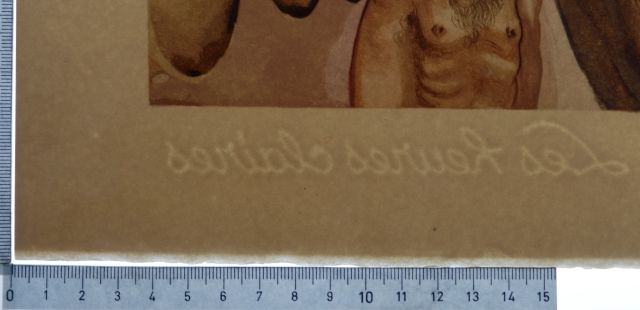 Les heures claires
0 1 2 3 4 5 6 7 8 9 10 11 12 13 14 15